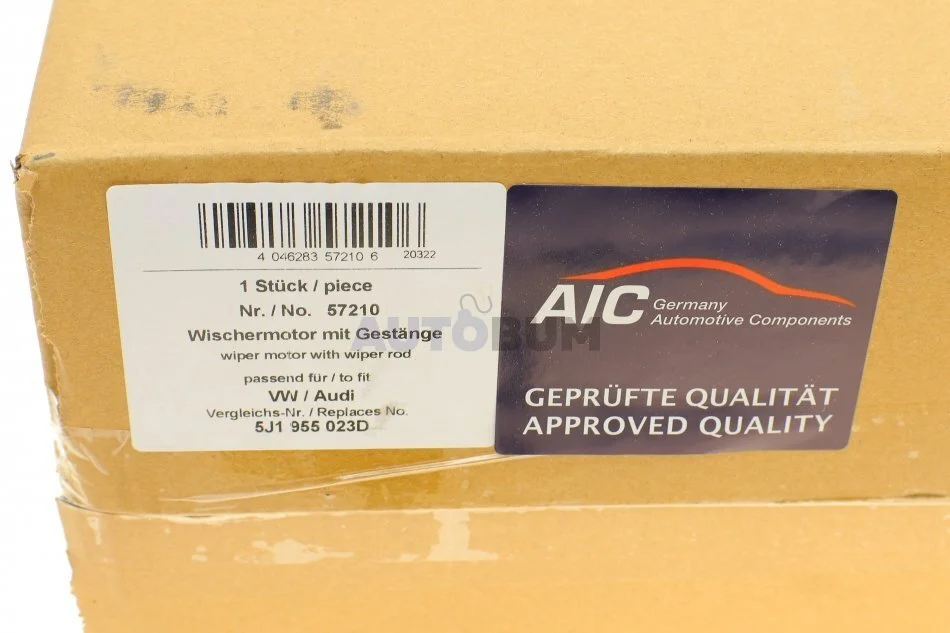 4 046283 57210 6 20322
1 Stück / piece
Nr. / No. 57210
Wischermotor mit Gestänge
wiper motor with wiper rod
passend für / to fit
VW / Audi
Vergleichs-Nr. / Replaces No.
5J1 955 023D
AIC Germany
Automotive Components
GEPRÜFTE QUALITÄT
APPROVED QUALITY
AUTOBUM